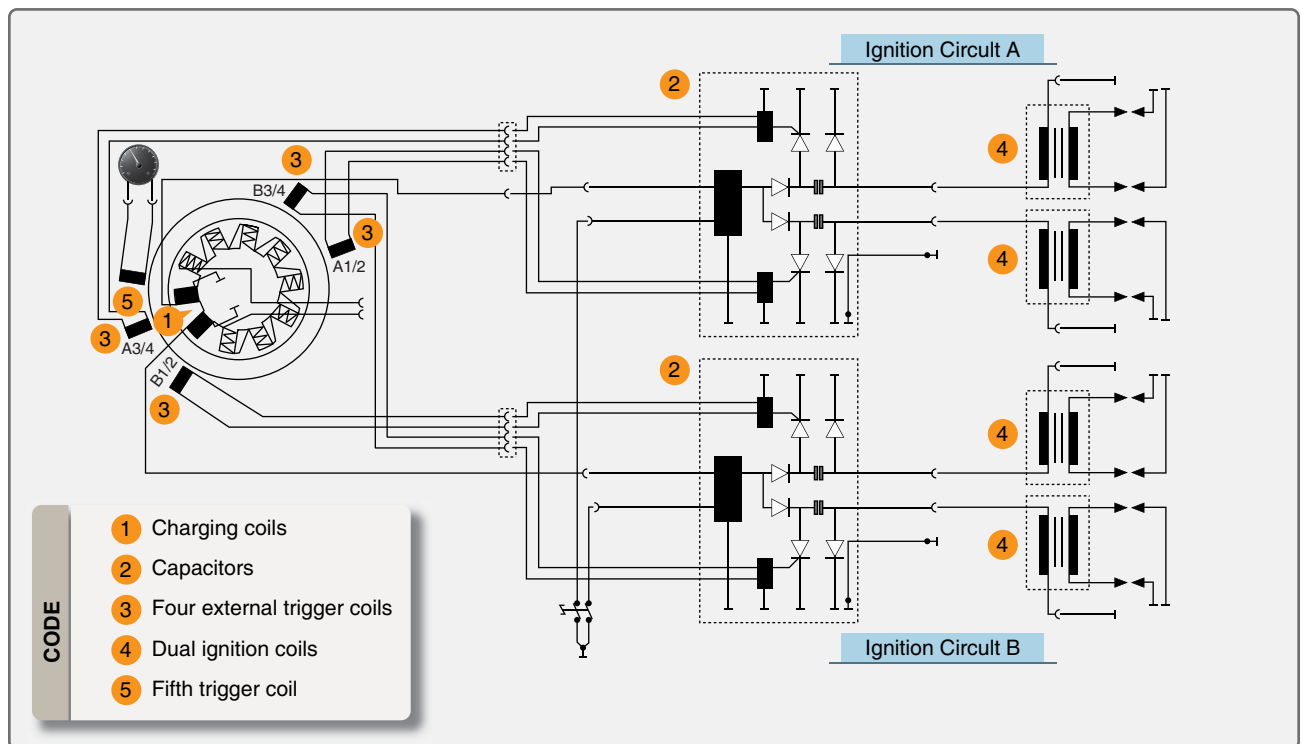 Ignition Circult A
2
4
3
B3/4
3
A1/2
4
5
1
3
A3/4
B1/2
3
2
4
4
Ignition Circult B
CODE
1 Charging coils
2 Capacitors
3 Four external trigger coils
4 Dual ignition coils
5 Fifth trigger coil